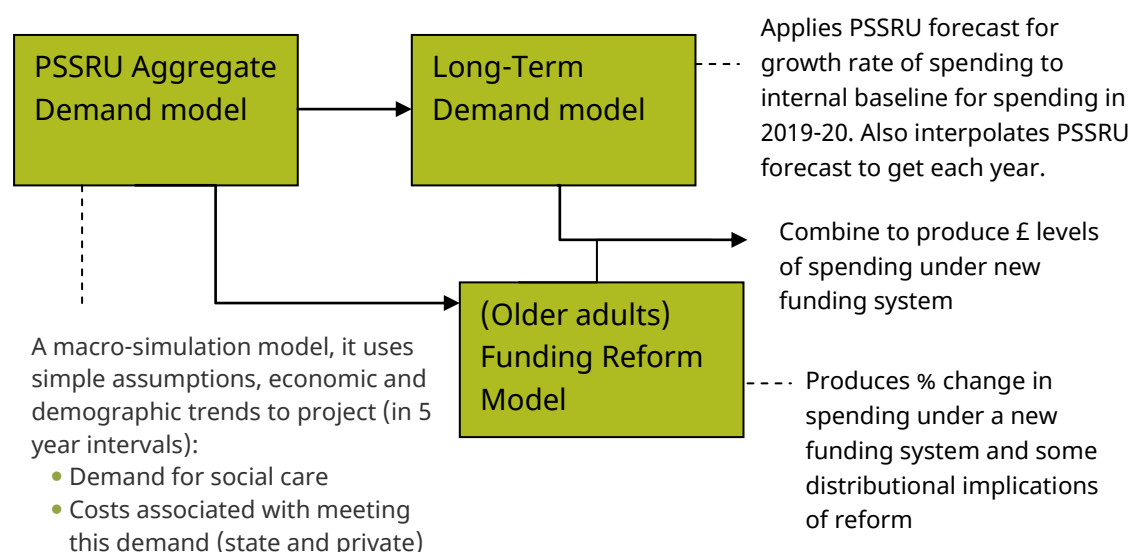 PSSRU Aggregate
Demand model
Long-Term
Demand model
Applies PSSRU forecast for
growth rate of spending to
internal baseline for spending in
2019-20. Also interpolates PSSRU
forecast to get each year.
Combine to produce £ levels
of spending under new
funding system
(Older adults)
Funding Reform
Model
A macro-simulation model, it uses
simple assumptions, economic and
demographic trends to project (in 5
year intervals):
• Demand for social care
• Costs associated with meeting
this demand (state and private)
Produces % change in
spending under a new
funding system and some
distributional implications
of reform